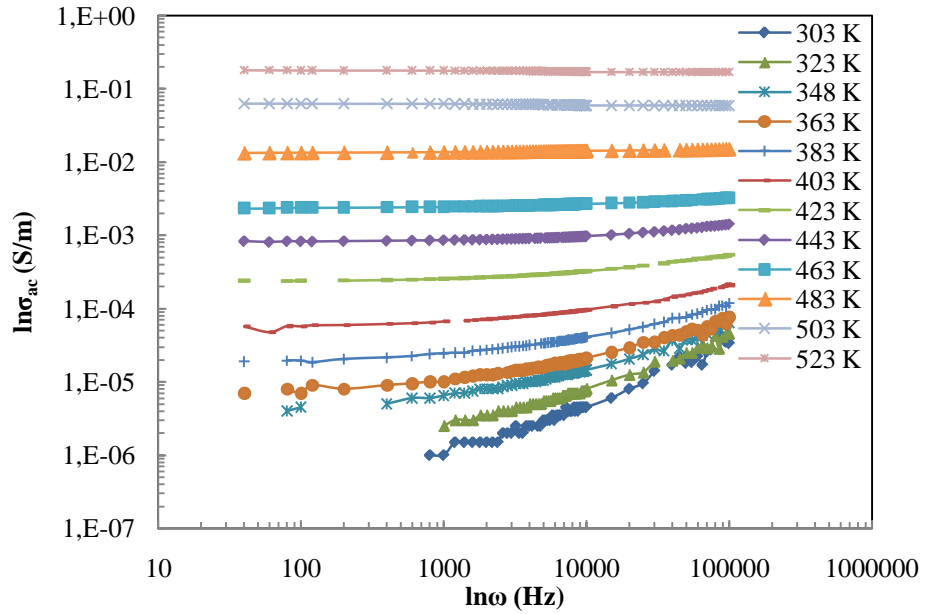 1,E+00
1,E-01
1,E-02
1,E-03
1,E-04
1,E-05
1,E-06
1,E-07
lnσac (S/m)
10
100
1000
10000
100000
1000000
lnω (Hz)
303 K
323 K
348 K
363 K
383 K
403 K
423 K
443 K
463 K
483 K
503 K
523 K